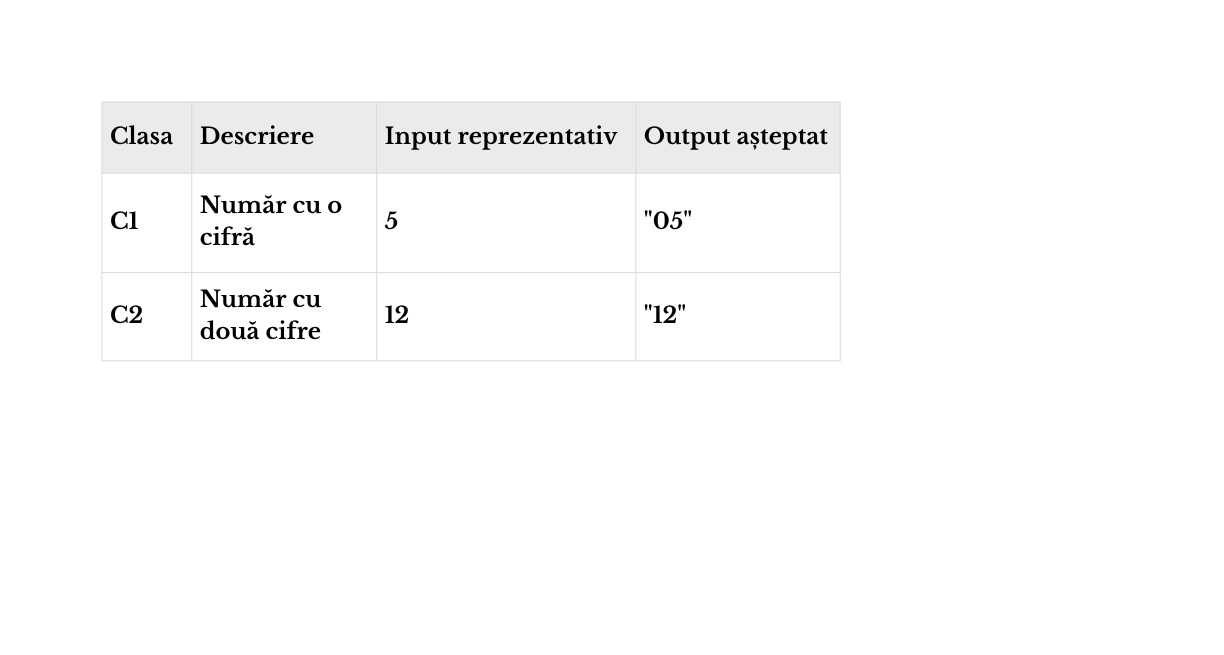 Clasa Descriere Input reprezentativ Output așteptat
C1 Număr cu o cifră 5 "05"
C2 Număr cu două cifre 12 "12"